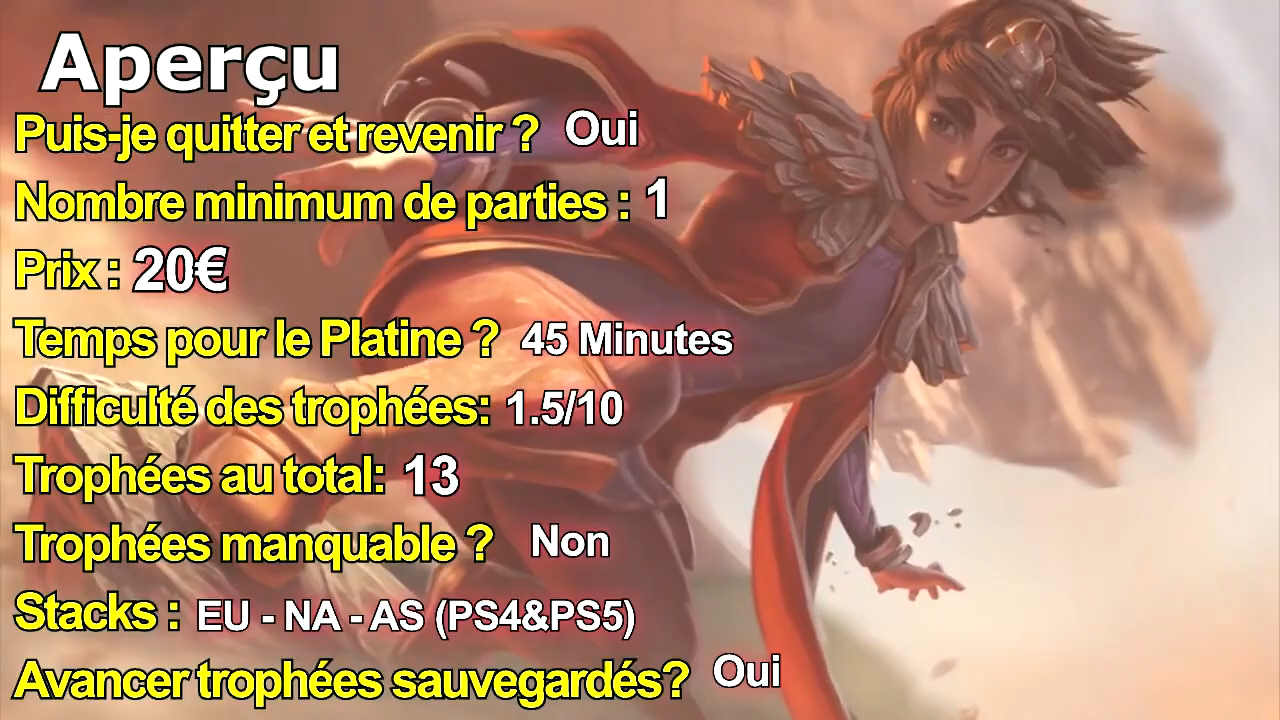 Aperçu
Puis-je quitter et revenir ? Oui
Nombre minimum de parties : 1
Prix : 20€
Temps pour le Platine ? 45 Minutes
Difficulté des trophées: 1.5/10
Trophées au total: 13
Trophées manquable ? Non
Stacks : EU - NA - AS (PS4&PS5)
Avancer trophées sauvegardés? Oui